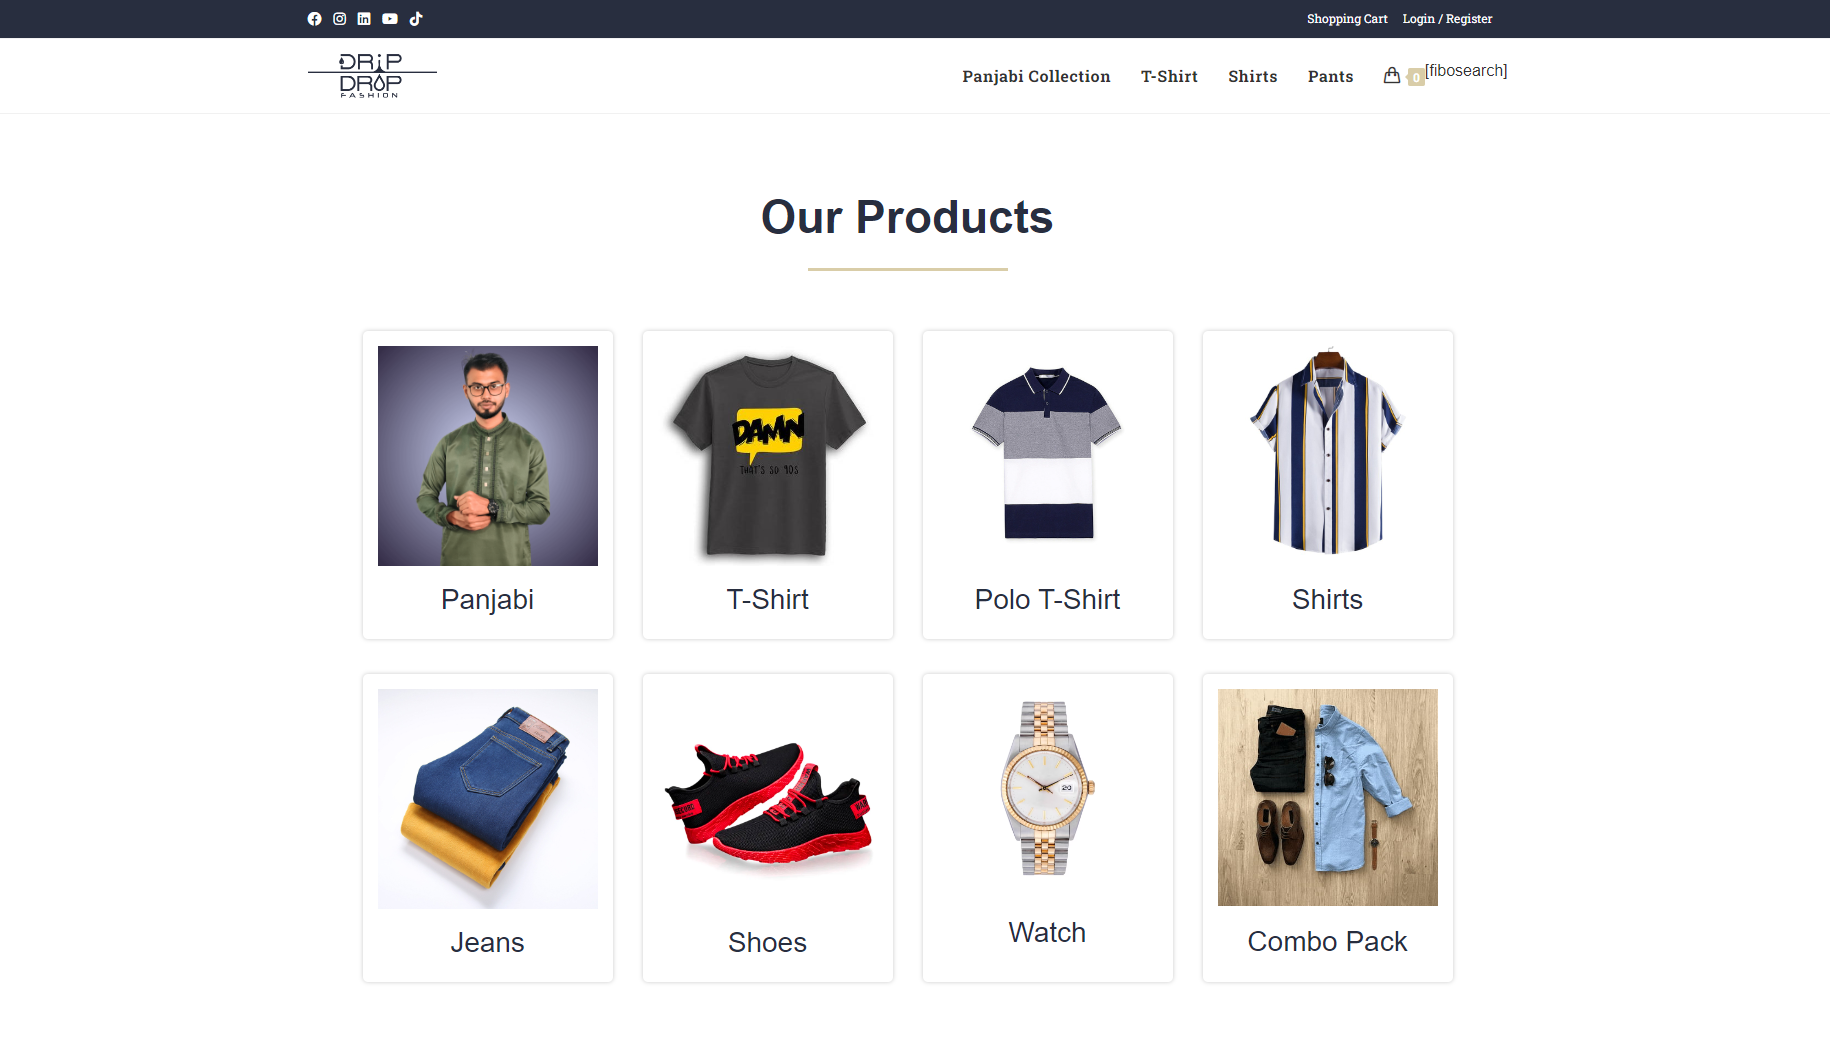 Shopping Cart Login / Register
DRiP
DROP
FASHION
Panjabi Collection T-Shirt Shirts Pants 0 [fibosearch]
Our Products
DAMN
THAT'S SO 90S
Panjabi
T-Shirt
Polo T-Shirt
Shirts
20
Jeans
Shoes
Watch
Combo Pack